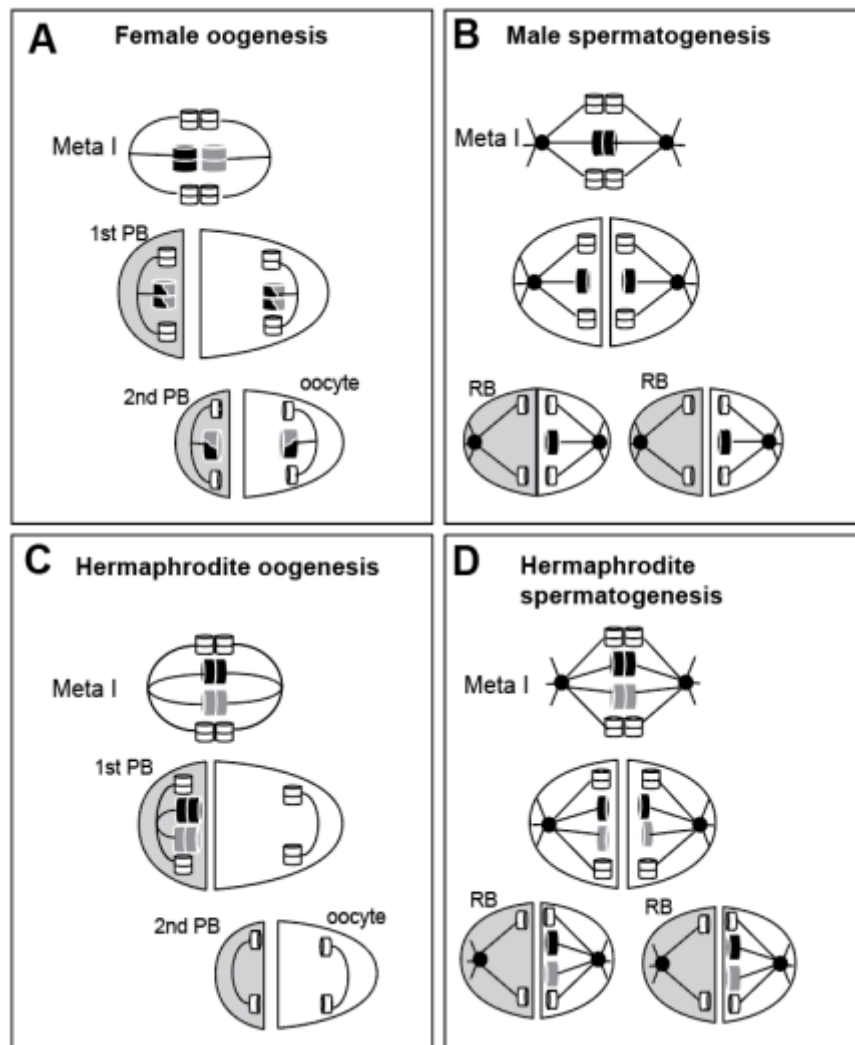 A Female oogenesis
Meta I
1st PB
2nd PB
oocyte
B Male spermatogenesis
Meta I
RB
RB
C Hermaphrodite oogenesis
Meta I
1st PB
2nd PB
oocyte
D Hermaphrodite
spermatogenesis
Meta I
RB
RB